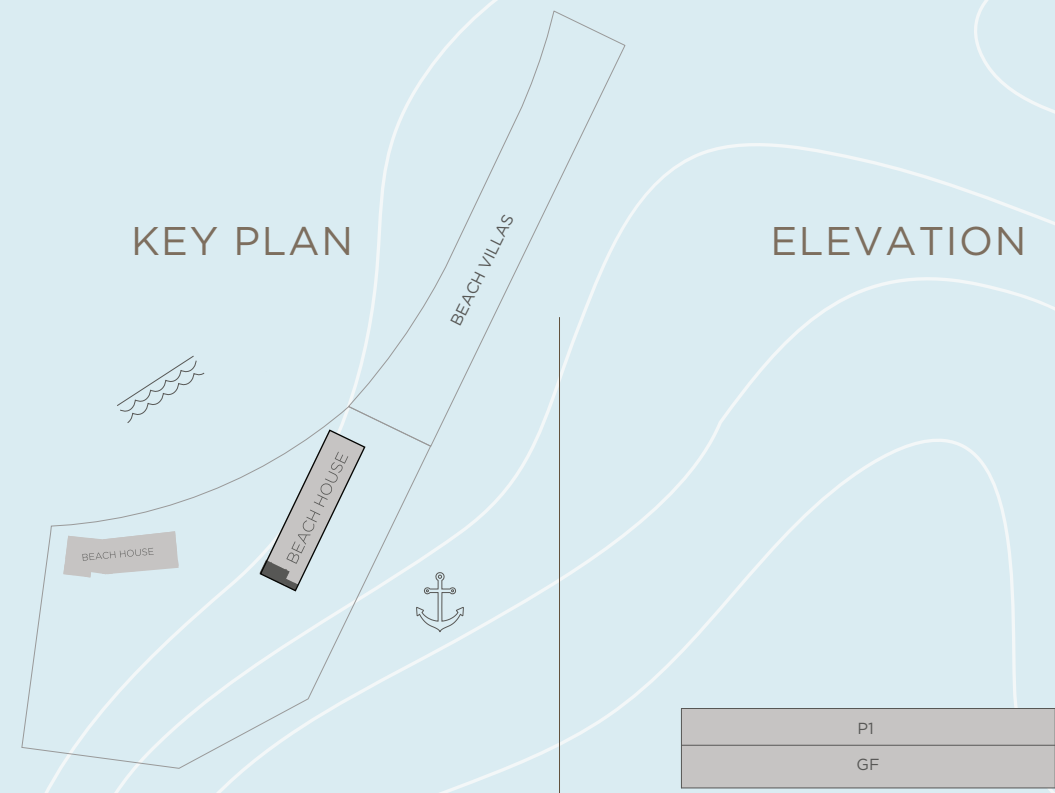 KEY PLAN
ELEVATION
BEACH VILLAS
BEACH HOUSE
BEACH HOUSE
P1
GF